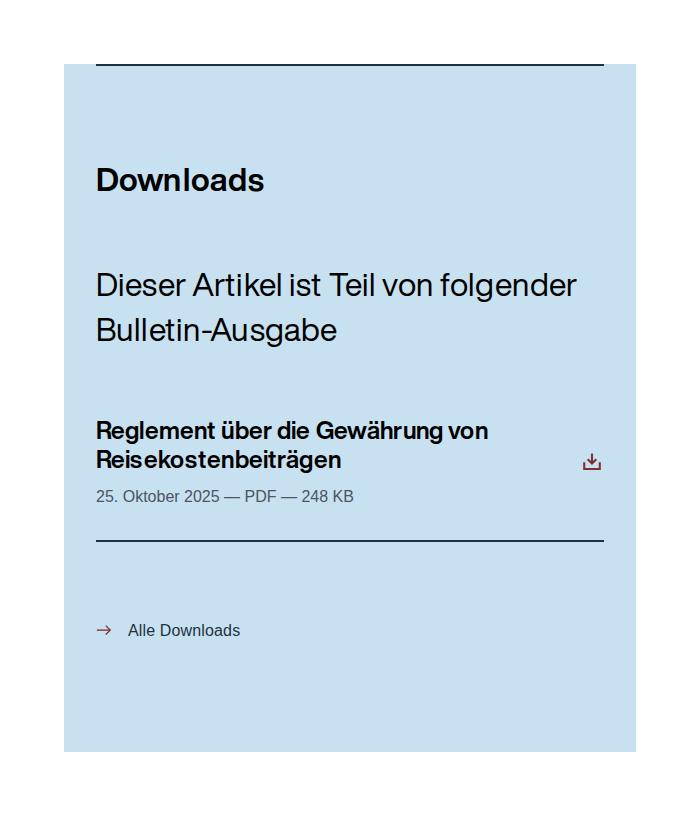 Downloads
Dieser Artikel ist Teil von folgender
Bulletin-Ausgabe
Reglement über die Gewährung von
Reisekostenbeiträgen
25. Oktober 2025 — PDF — 248 KB
Alle Downloads